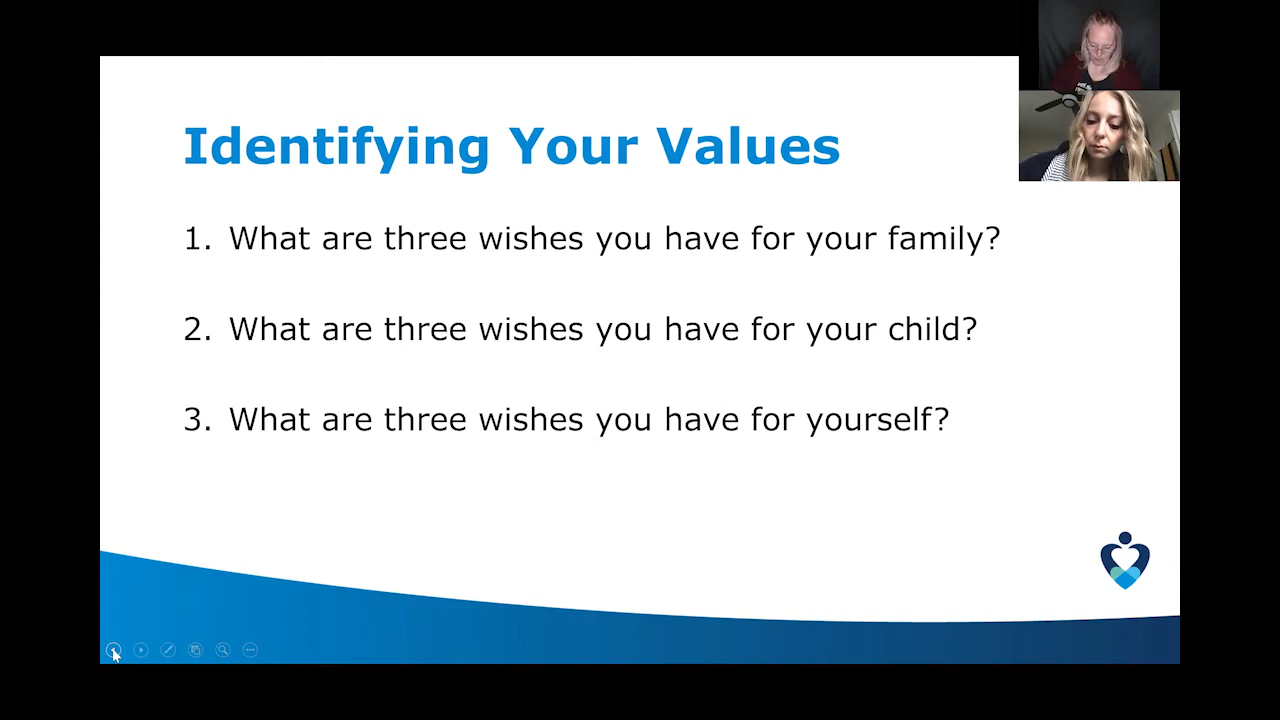 Identifying Your Values
1. What are three wishes you have for your family?
2. What are three wishes you have for your child?
3. What are three wishes you have for yourself?